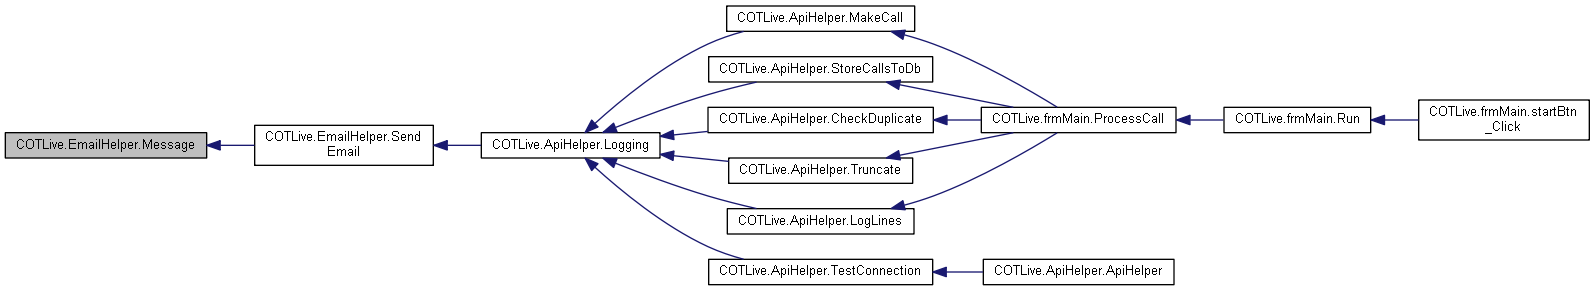 COTLive.EmailHelper.Message
COTLive.EmailHelper.Send
Email
COTLive.ApiHelper.Logging
COTLive.ApiHelper.MakeCall
COTLive.ApiHelper.StoreCallsToDb
COTLive.ApiHelper.CheckDuplicate
COTLive.ApiHelper.Truncate
COTLive.ApiHelper.LogLines
COTLive.ApiHelper.TestConnection
COTLive.frmMain.ProcessCall
COTLive.ApiHelper.ApiHelper
COTLive.frmMain.Run
COTLive.frmMain.startBtn
_Click